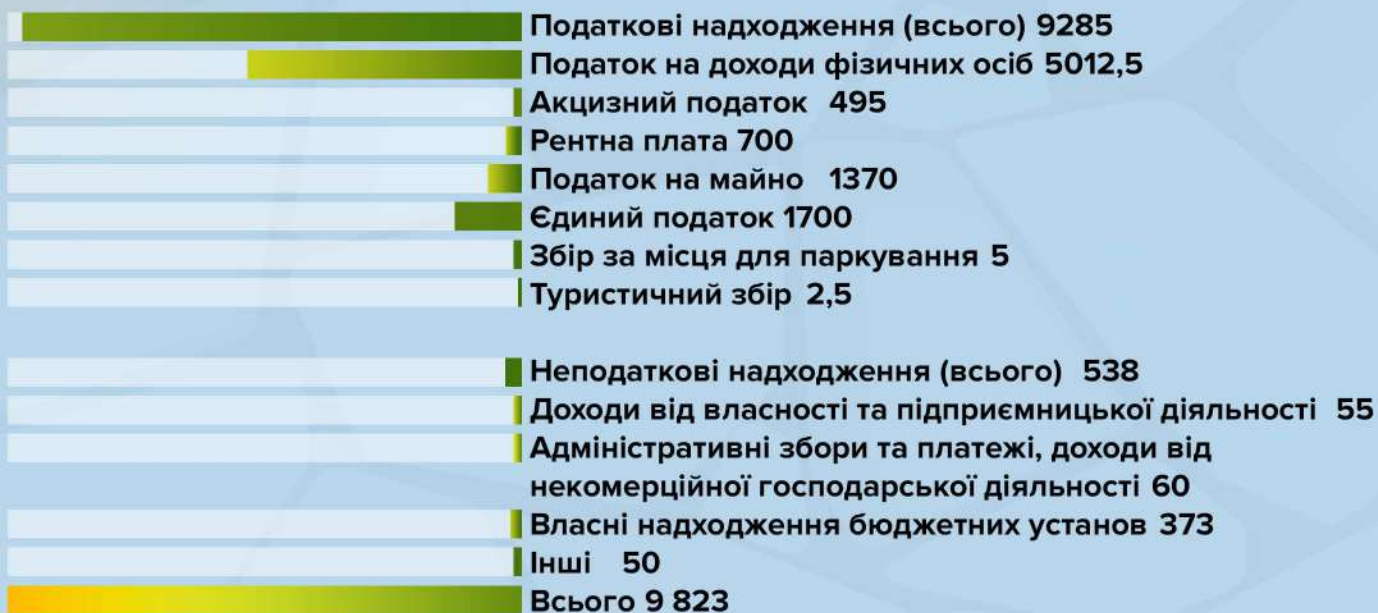 Податкові надходження (всього) 9285
Податок на доходи фізичних осіб 5012,5
Акцизний податок 495
Рентна плата 700
Податок на майно 1370
Єдиний податок 1700
Збір за місця для паркування 5
Туристичний збір 2,5
Неподаткові надходження (всього) 538
Доходи від власності та підприємницької діяльності 55
Адміністративні збори та платежі, доходи від
некомерційної господарської діяльності 60
Власні надходження бюджетних установ 373
Інші 50
Всього 9 823